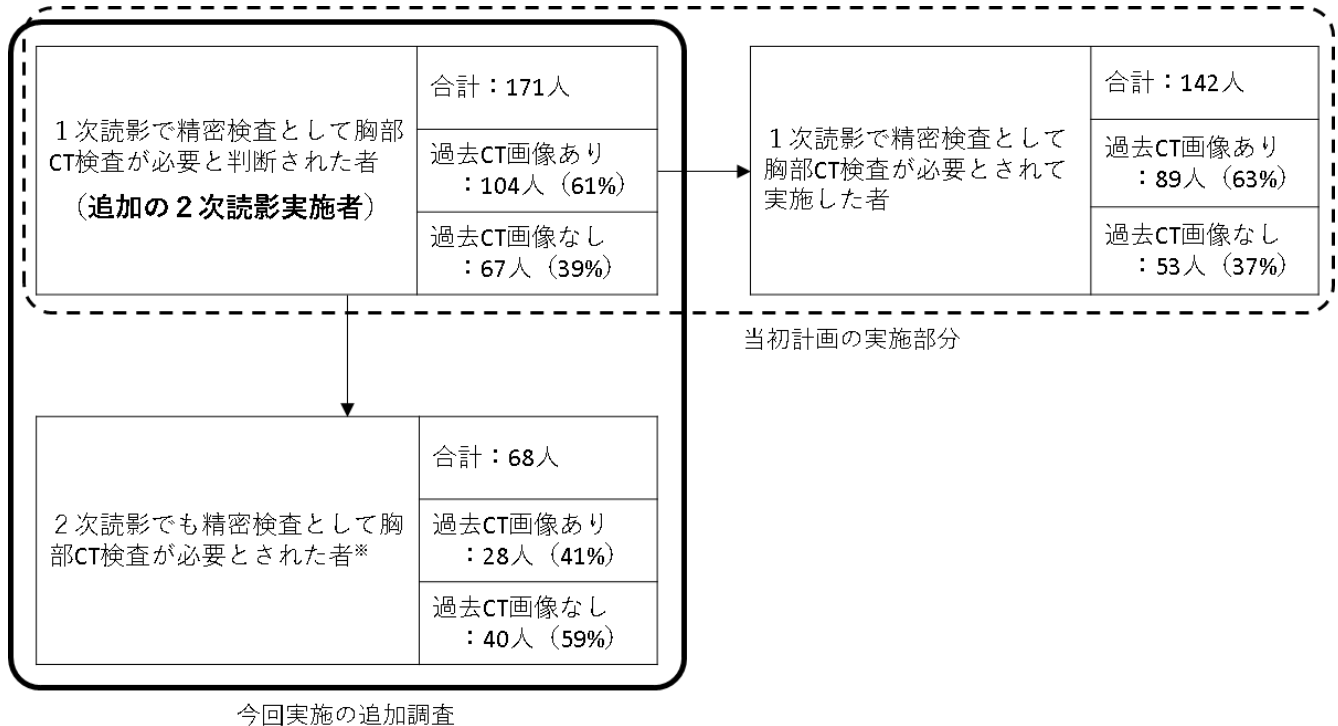 １次読影で精密検査として胸部
CT検査が必要と判断された者
（追加の２次読影実施者）
合計：171人
過去CT画像あり
：104人（61%）
過去CT画像なし
：67人（39%）
１次読影で精密検査として
胸部CT検査が必要とされて
実施した者
合計：142人
過去CT画像あり
：89人（63%）
過去CT画像なし
：53人（37%）
当初計画の実施部分
２次読影でも精密検査として胸
部CT検査が必要とされた者※
合計：68人
過去CT画像あり
：28人（41%）
過去CT画像なし
：40人（59%）
今回実施の追加調査